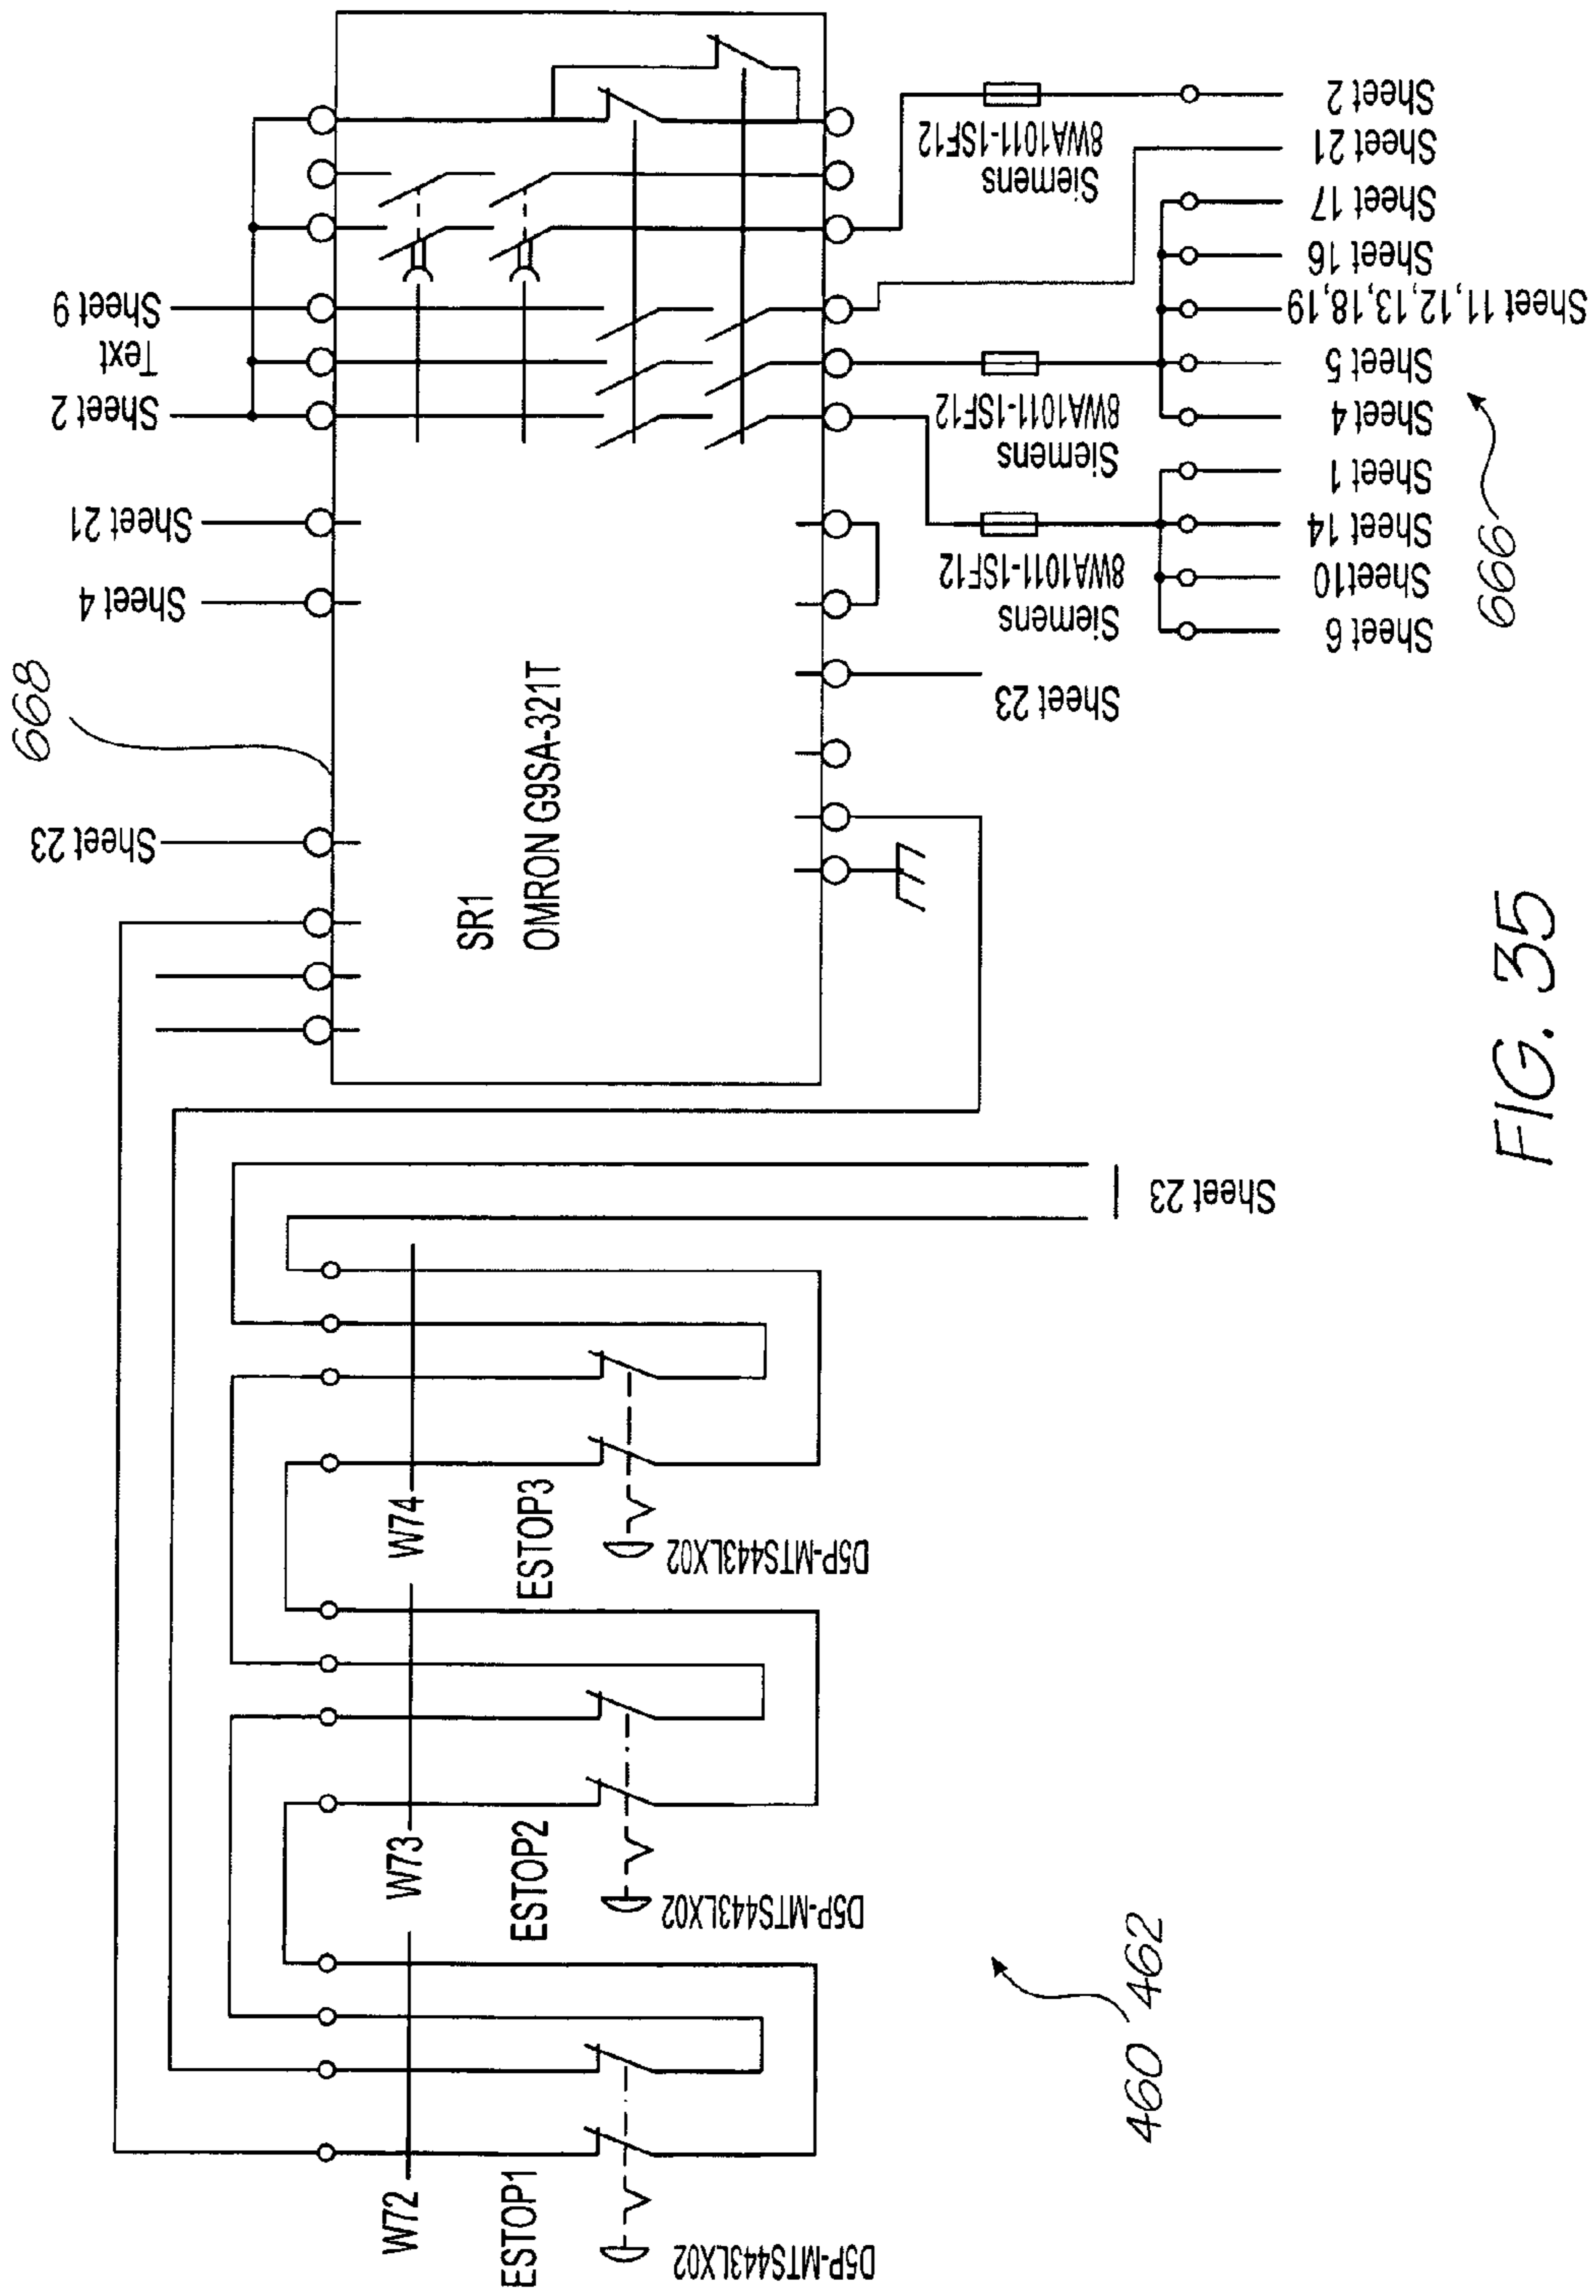 668
Sheet 23
Sheet 4
Sheet 21
Sheet 2
Text
Sheet 9
SR1
OMRON G9SA-321T
Sheet 23
Siemens
8WA1011-1SF12
Siemens
8WA1011-1SF12
Siemens
8WA1011-1SF12
Sheet 6
Sheet10
Sheet 14
Sheet 1
Sheet 4
Sheet 5
Sheet 11,12,13,18,19
Sheet 16
Sheet 17
Sheet 21
Sheet 2
666
W72
W73
W74
ESTOP1
ESTOP2
ESTOP3
D5P-MTS443LX02
D5P-MTS443LX02
D5P-MTS443LX02
Sheet 23
460 462
FIG. 35